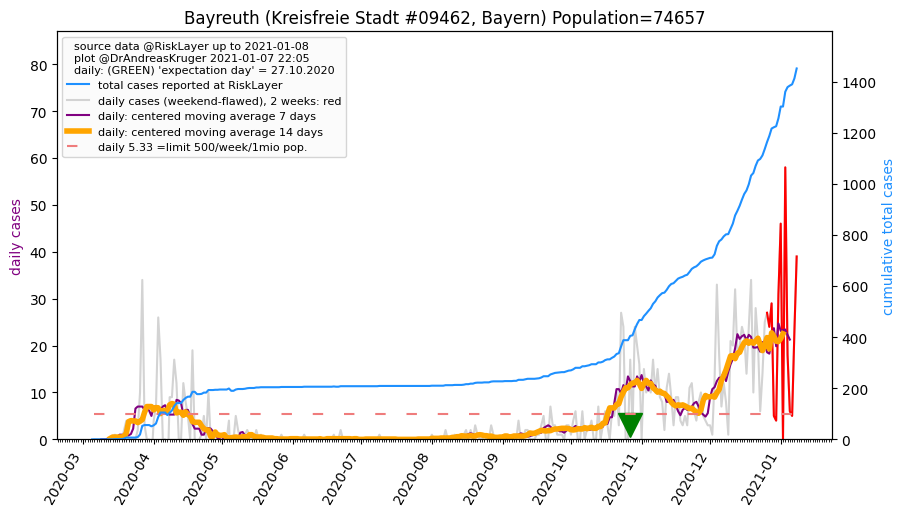 Bayreuth (Kreisfreie Stadt #09462, Bayern) Population=74657
source data @RiskLayer up to 2021-01-08
plot @DrAndreasKruger 2021-01-07 22:05
daily: (GREEN) 'expectation day' = 27.10.2020
total cases reported at RiskLayer
daily cases (weekend-flawed), 2 weeks: red
daily: centered moving average 7 days
daily: centered moving average 14 days
daily 5.33 =limit 500/week/1mio pop.
daily cases
80
70
60
50
40
30
20
10
0
cumulative total cases
1400
1200
1000
800
600
400
200
0
2020-03
2020-04
2020-05
2020-06
2020-07
2020-08
2020-09
2020-10
2020-11
2020-12
2021-01